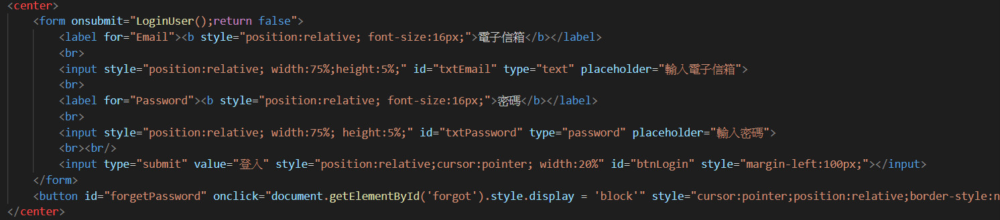 <center>
<form onsubmit="LoginUser();return false">
<label for="Email"><b style="position:relative; font-size:16px;">電子信箱</b></label>
<br>
<input style="position:relative; width:75%;height:5%;" id="txtEmail" type="text" placeholder="輸入電子信箱">
<br>
<label for="Password"><b style="position:relative; font-size:16px;">密碼</b></label>
<br>
<input style="position:relative; width:75%; height:5%;" id="txtPassword" type="password" placeholder="輸入密碼">
<br><br/>
<input type="submit" value="登入" style="position:relative;cursor:pointer; width:20%" id="btnLogin" style="margin-left:100px;"></input>
</form>
<button id="forgetPassword" onclick="document.getElementById('forgot').style.display = 'block'" style="cursor:pointer;position:relative;border-style:n
</center>